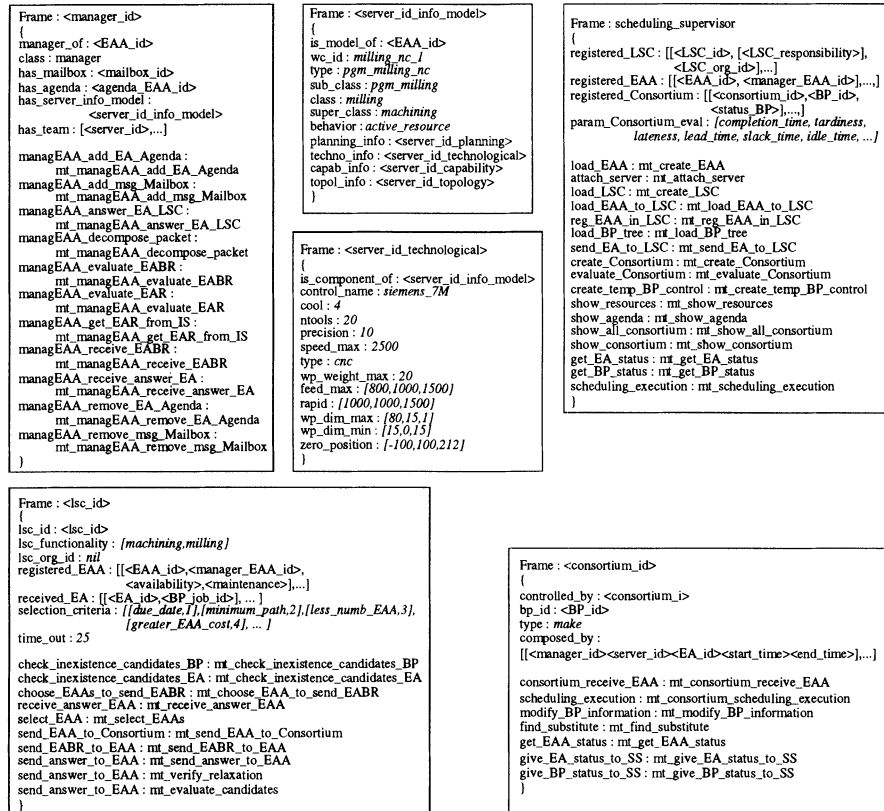 Frame : <manager_id>
{
manager_of : <EAA_id>
class : manager
has_mailbox : <mailbox_id>
has_agenda : <agenda_EAA_id>
has_server_info_model :
<server_id_info_model>
has_team : [<server_id>,...]
managEAA_add_EA_Agenda :
mt_managEAA_add_EA_Agenda
managEAA_add_msg_Mailbox :
mt_managEAA_add_msg_Mailbox
managEAA_answer_EA_LSC :
mt_managEAA_answer_EA_LSC
managEAA_decompose_packet :
mt_managEAA_decompose_packet
managEAA_evaluate_EABR :
mt_managEAA_evaluate_EABR
managEAA_evaluate_EAR :
mt_managEAA_evaluate_EAR
managEAA_get_EAR_from_IS :
mt_managEAA_get_EAR_from_IS
managEAA_receive_EABR :
mt_managEAA_receive_EABR
managEAA_receive_answer_EA :
mt_managEAA_receive_answer_EA
managEAA_remove_EA_Agenda :
mt_managEAA_remove_EA_Agenda
managEAA_remove_msg_Mailbox :
mt_managEAA_remove_msg_Mailbox
}
Frame : <server_id_info_model>
{
is_model_of : <EAA_id>
wc_id : milling_nc_1
type : pgm_milling_nc
sub_class : pgm_milling
class : milling
super_class : machining
behavior : active_resource
planning_info : <server_id_planning>
techno_info : <server_id_technological>
capab_info : <server_id_capability>
topol_info : <server_id_topology>
}
Frame : <server_id_technological>
{
is_component_of : <server_id_info_model>
control_name : siemens_7M
cool : 4
ntools : 20
precision : 10
speed_max : 2500
type : cnc
wp_weight_max : 20
feed_max : [800,1000,1500]
rapid : [1000,1000,1500]
wp_dim_max : [80,15,1]
wp_dim_min : [15,0,15]
zero_position : [-100,100,212]
}
Frame : scheduling_supervisor
{
registered_LSC : [[<LSC_id>, [<LSC_responsibility>],
<LSC_org_id>],...]
registered_EAA : [[<EAA_id>, <manager_EAA_id>],...]
registered_Consortium : [[<consortium_id>,<BP_id>,
<status_BP>],...,]
param_Consortium_eval : [completion_time, tardiness,
lateness, lead_time, slack_time, idle_time, ...]
load_EAA : mt_create_EAA
attach_server : mt_attach_server
load_LSC : mt_create_LSC
load_EAA_to_LSC : mt_load_EAA_to_LSC
reg_EAA_in_LSC : mt_reg_EAA_in_LSC
load_BP_tree : mt_load_BP_tree
send_EA_to_LSC : mt_send_EA_to_LSC
create_Consortium : mt_create_Consortium
evaluate_Consortium : mt_evaluate_Consortium
create_temp_BP_control : mt_create_temp_BP_control
show_resources : mt_show_resources
show_agenda : mt_show_agenda
show_all_consortium : mt_show_all_consortium
show_consortium : mt_show_consortium
get_EA_status : mt_get_EA_status
get_BP_status : mt_get_BP_status
scheduling_execution : mt_scheduling_execution
}
Frame : <lsc_id>
{
lsc_id : <lsc_id>
lsc_functionality : [machining,milling]
lsc_org_id : nil
registered_EAA : [[<EAA_id>,<manager_EAA_id>,
<availability>,<maintenance>],...]
received_EA : [[<EA_id>,<BP_job_id>], ... ]
selection_criteria : [[due_date,1],[minimum_path,2],[less_numb_EAA,3],
[greater_EAA_cost,4], ... ]
time_out : 25
check_inexistence_candidates_BP : mt_check_inexistence_candidates_BP
check_inexistence_candidates_EA : mt_check_inexistence_candidates_EA
choose_EAAs_to_send_EABR : mt_choose_EAA_to_send_EABR
receive_answer_EAA : mt_receive_answer_EAA
select_EAA : mt_select_EAAs
send_EA_to_Consortium : mt_send_EA_to_Consortium
send_EABR_to_EAA : mt_send_EABR_to_EAA
send_answer_to_EAA : mt_send_answer_to_EAA
send_answer_to_EAA : mt_verify_relaxation
send_answer_to_EAA : mt_evaluate_candidates
}
Frame : <consortium_id>
{
controlled_by : <consortium_i>
bp_id : <BP_id>
type : make
composed_by :
[[<manager_id><server_id><EA_id><start_time><end_time>],...]
consortium_receive_EAA : mt_consortium_receive_EAA
scheduling_execution : mt_consortium_scheduling_execution
modify_BP_information : mt_modify_BP_information
find_substitute : mt_find_substitute
get_EAA_status : mt_get_EAA_status
give_EA_status_to_SS : mt_give_EA_status_to_SS
give_BP_status_to_SS : mt_give_BP_status_to_SS
}